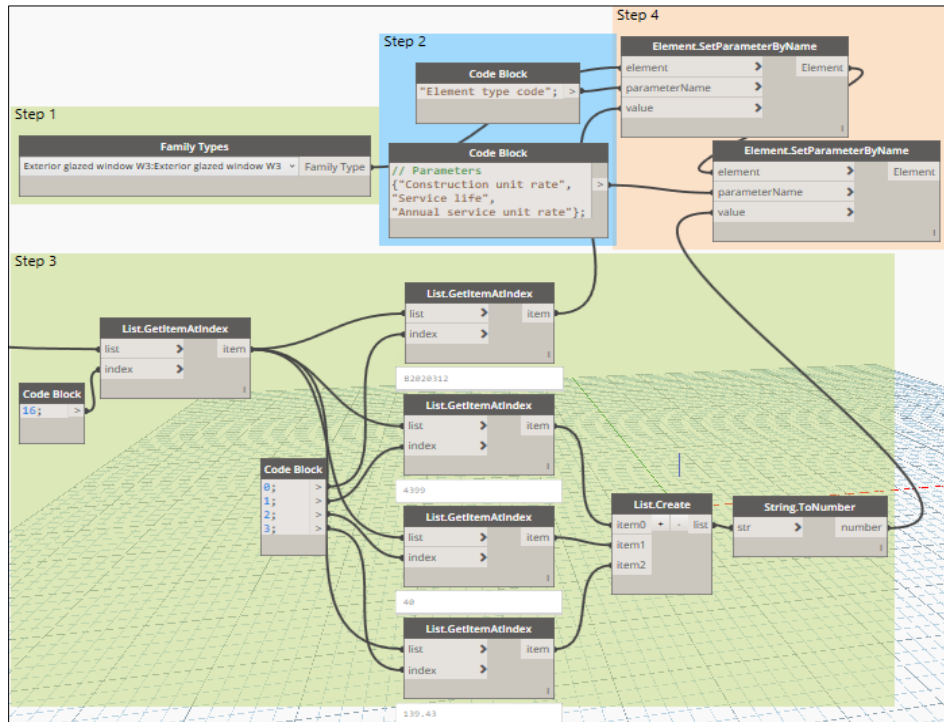 Step 4
Step 2
Element.SetParameterByName
element > Element
parameterName >
value >
Code Block
"Element type code"; >
Step 1
Family Types
Exterior glazed window W3:Exterior glazed window W3 Family Type
Code Block
// Parameters
{"Construction unit rate",
"Service life",
"Annual service unit rate"}; >
Element.SetParameterByName
element > Element
parameterName >
value >
Step 3
List.GetItemAtIndex
list > item
index >
Code Block
16; >
List.GetItemAtIndex
list > item
index >
B2020312
List.GetItemAtIndex
list > item
index >
4399
Code Block
0; >
1; >
2; >
3; >
List.GetItemAtIndex
list > item
index >
40
List.GetItemAtIndex
list > item
index >
139.43
List.Create
item0 + - list
item1
item2
String.ToNumber
str > number